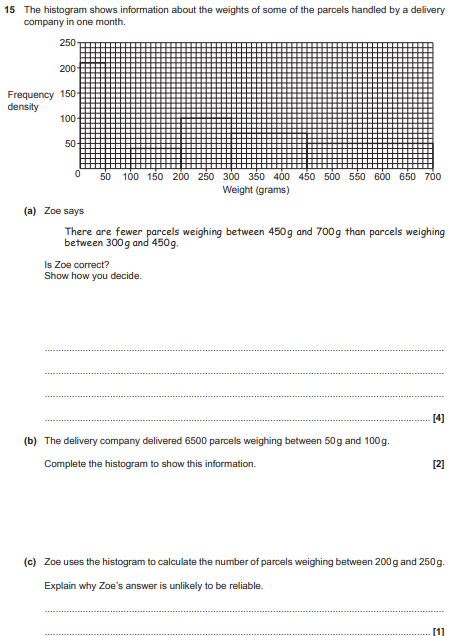 15 The histogram shows information about the weights of some of the parcels handled by a delivery
company in one month.
250
200
Frequency 150
density
100
50
0 50 100 150 200 250 300 350 400 450 500 550 600 650 700
Weight (grams)
(a) Zoe says
There are fewer parcels weighing between 450g and 700g than parcels weighing
between 300g and 450g.
Is Zoe correct?
Show how you decide.
[4]
(b) The delivery company delivered 6500 parcels weighing between 50g and 100g.
Complete the histogram to show this information. [2]
(c) Zoe uses the histogram to calculate the number of parcels weighing between 200g and 250g.
Explain why Zoe's answer is unlikely to be reliable.
[1]